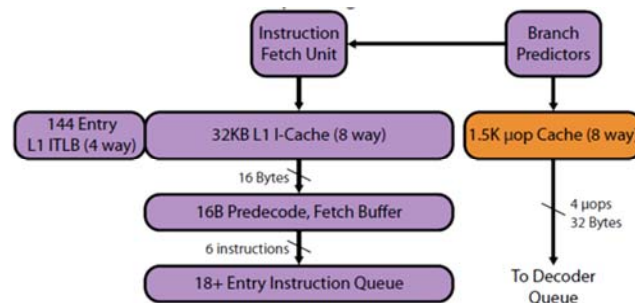 Instruction
Fetch Unit
Branch
Predictors
144 Entry
L1 ITLB (4 way)
32KB L1 I-Cache (8 way)
1.5K μop Cache (8 way)
16 Bytes
16B Predecode, Fetch Buffer
4 μops
32 Bytes
6 instructions
18+ Entry Instruction Queue
To Decoder
Queue